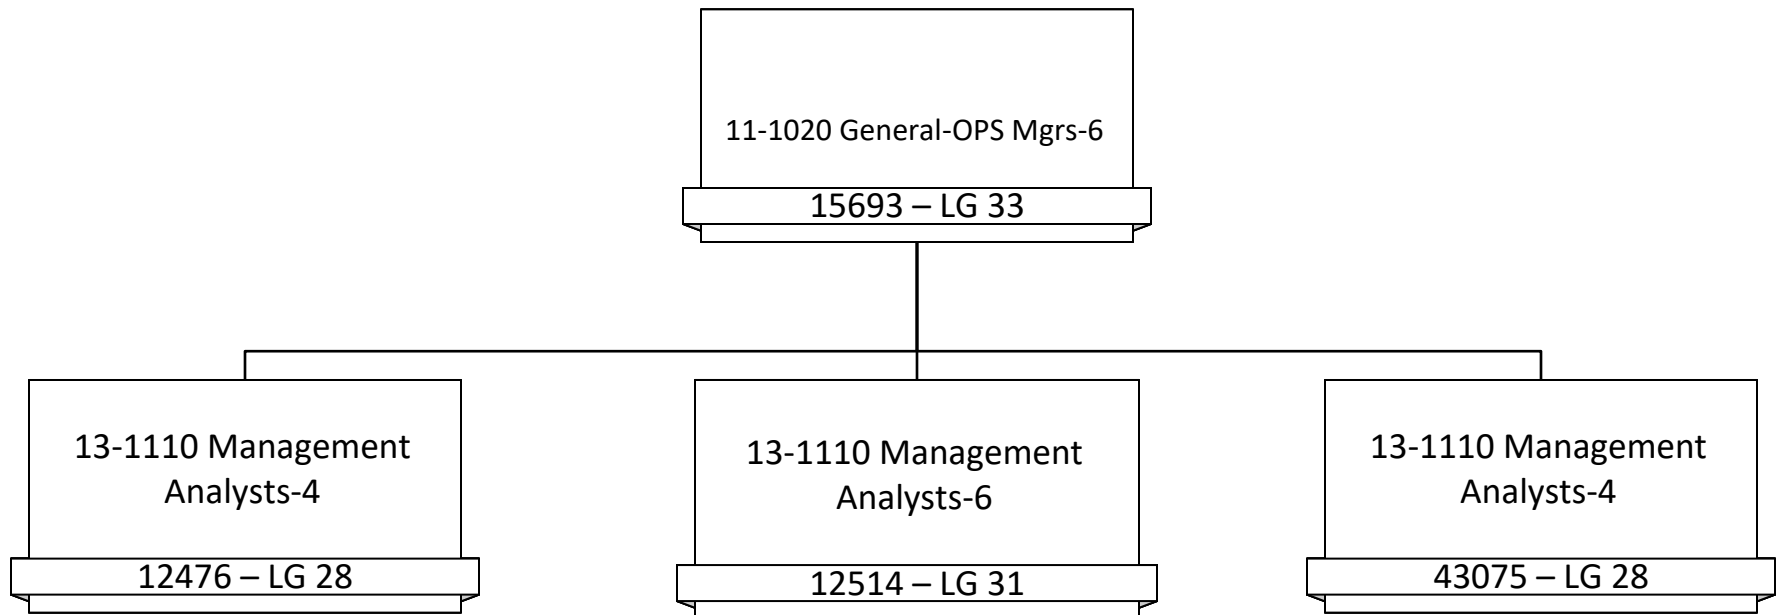 11-1020 General-OPS Mgrs-6
15693 – LG 33
13-1110 Management
Analysts-4
12476 – LG 28
13-1110 Management
Analysts-6
12514 – LG 31
13-1110 Management
Analysts-4
43075 – LG 28